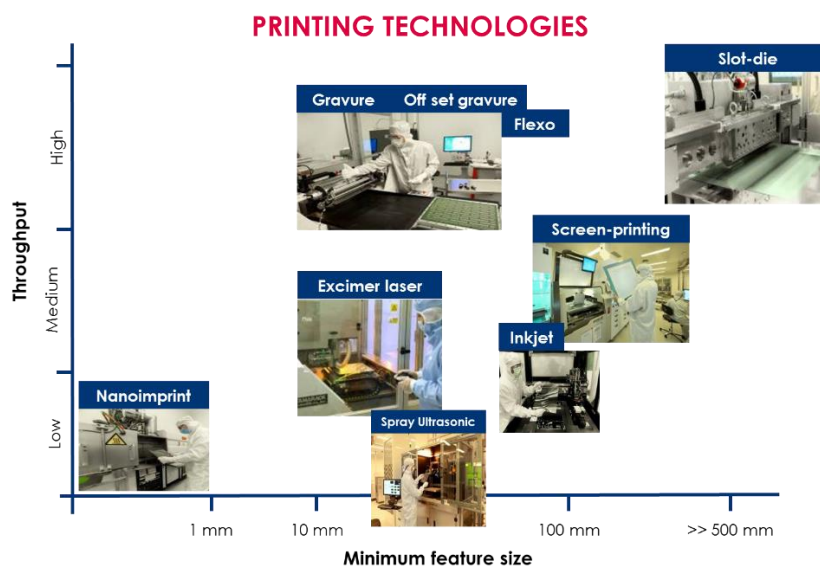 PRINTING TECHNOLOGIES
Slot-die
Gravure Off set gravure
Flexo
High
Throughput
Screen-printing
Medium
Excimer laser
Inkjet
Nanoimprint
Low
Spray Ultrasonic
1 mm 10 mm 100 mm >> 500 mm
Minimum feature size